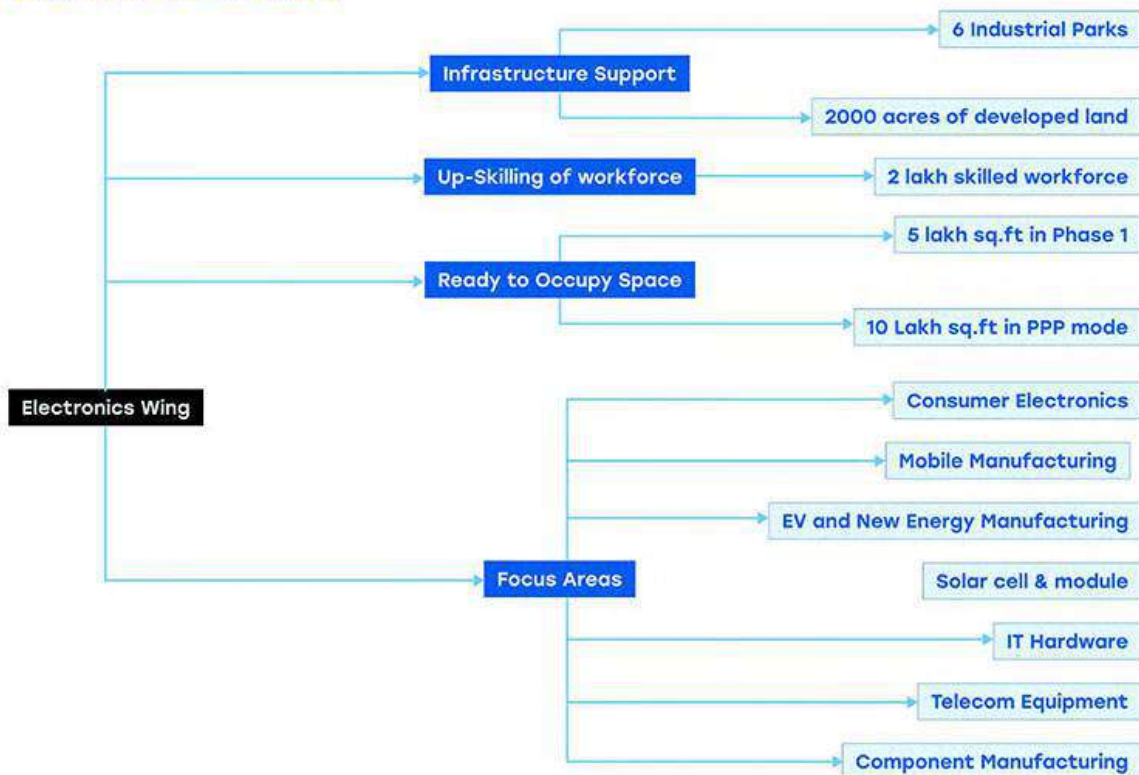 6 Industrial Parks
Infrastructure Support
2000 acres of developed land
Up-Skilling of workforce
2 lakh skilled workforce
5 lakh sq.ft in Phase 1
Ready to Occupy Space
10 Lakh sq.ft in PPP mode
Electronics Wing
Consumer Electronics
Mobile Manufacturing
EV and New Energy Manufacturing
Focus Areas
Solar cell & module
IT Hardware
Telecom Equipment
Component Manufacturing